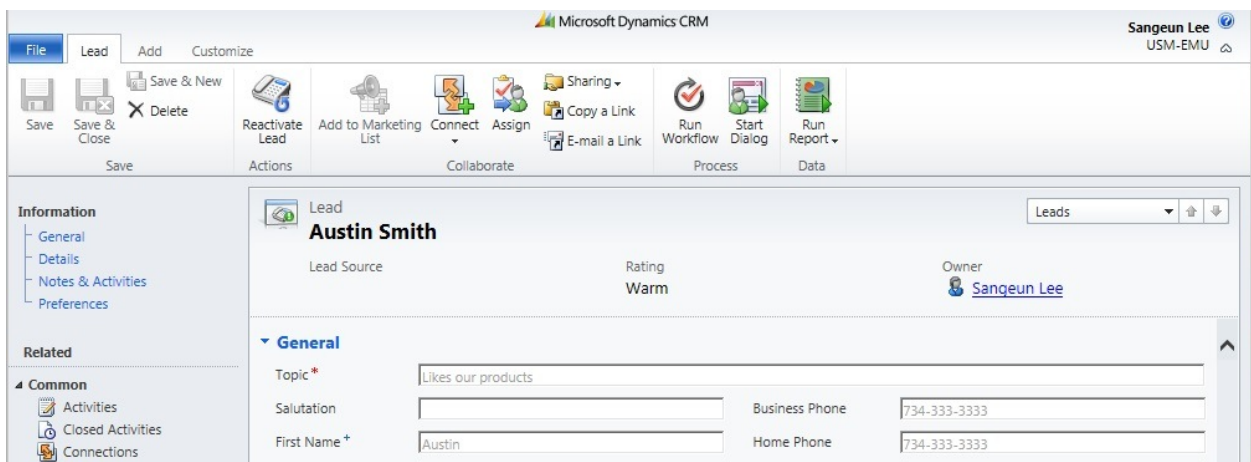 Microsoft Dynamics CRM
Sangeun Lee
USM-EMU
File Lead Add Customize
Save
Save & Close
Save & New
Delete
Reactivate Lead
Add to Marketing List
Connect
Assign
Sharing
Copy a Link
E-mail a Link
Run Workflow
Start Dialog
Run Report
Save Actions Collaborate Process Data
Information
General
Details
Notes & Activities
Preferences
Related
Common
Activities
Closed Activities
Connections
Lead
Austin Smith
Leads
Lead Source Rating Owner
Warm Sangeun Lee
General
Topic* Likes our products
Salutation Business Phone 734-333-3333
First Name+ Austin Home Phone 734-333-3333